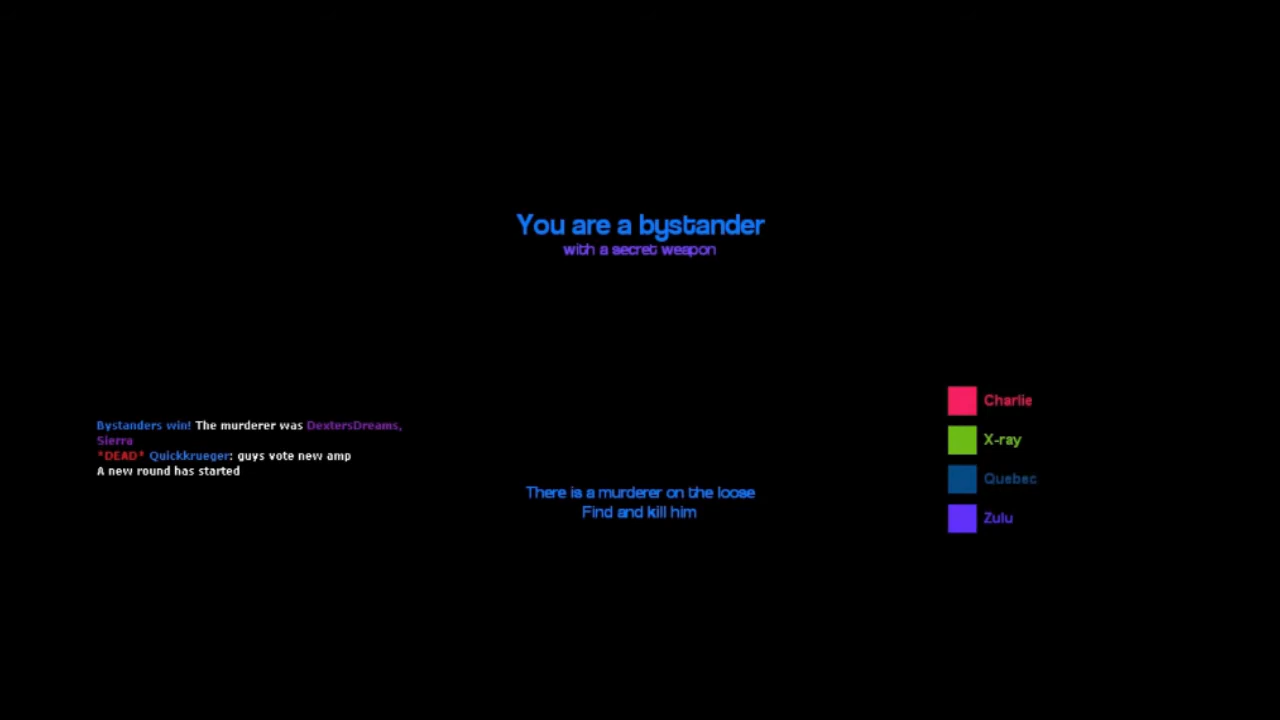 You are a bystander
with a secret weapon
Bystanders win! The murderer was DextersDreams,
Sierra
*DEAD* Quickkrueger: guys vote new amp
A new round has started
There is a murderer on the loose
Find and kill him
Charlie
X-ray
Quebec
Zulu